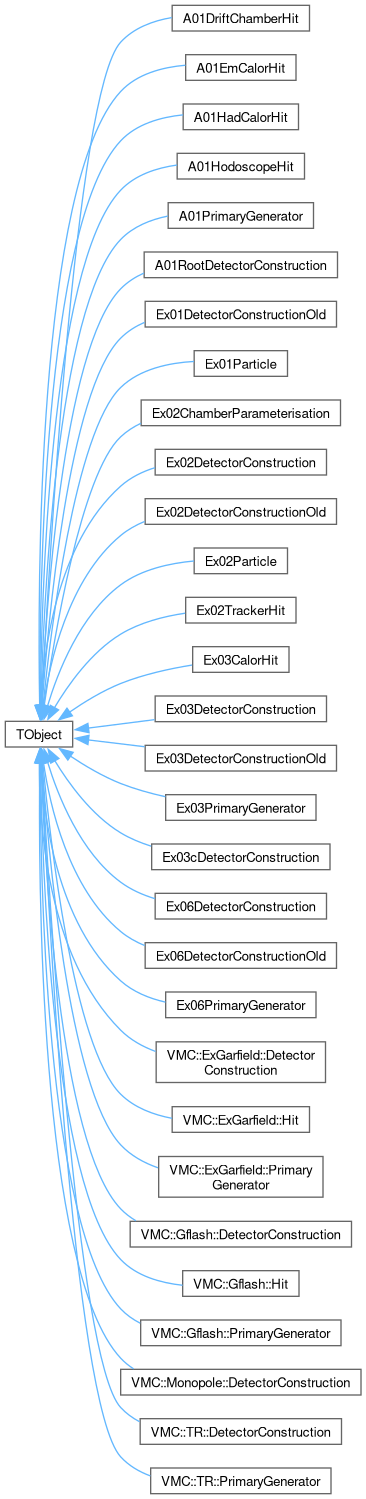 A01DriftChamberHit
A01EmCalorHit
A01HadCalorHit
A01HodoscopeHit
A01PrimaryGenerator
A01RootDetectorConstruction
Ex01DetectorConstructionOld
Ex01Particle
Ex02ChamberParameterisation
Ex02DetectorConstruction
Ex02DetectorConstructionOld
Ex02Particle
Ex02TrackerHit
Ex03CalorHit
Ex03DetectorConstruction
TObject
Ex03DetectorConstructionOld
Ex03PrimaryGenerator
Ex03cDetectorConstruction
Ex06DetectorConstruction
Ex06DetectorConstructionOld
Ex06PrimaryGenerator
VMC::ExGarfield::Detector
Construction
VMC::ExGarfield::Hit
VMC::ExGarfield::Primary
Generator
VMC::Gflash::DetectorConstruction
VMC::Gflash::Hit
VMC::Gflash::PrimaryGenerator
VMC::Monopole::DetectorConstruction
VMC::TR::DetectorConstruction
VMC::TR::PrimaryGenerator